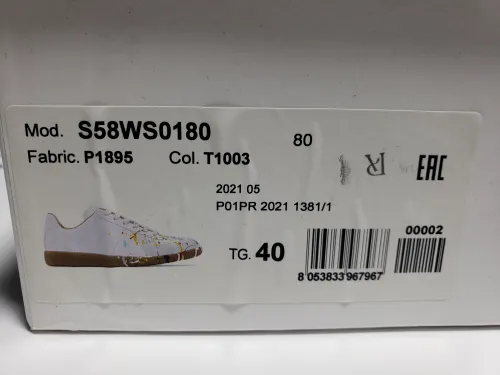 Mod. S58WS0180
80
Fabric. P1895 Col. T1003
EAC
2021 05
P01PR 2021 1381/1
TG. 40
00002
8 053833 967967